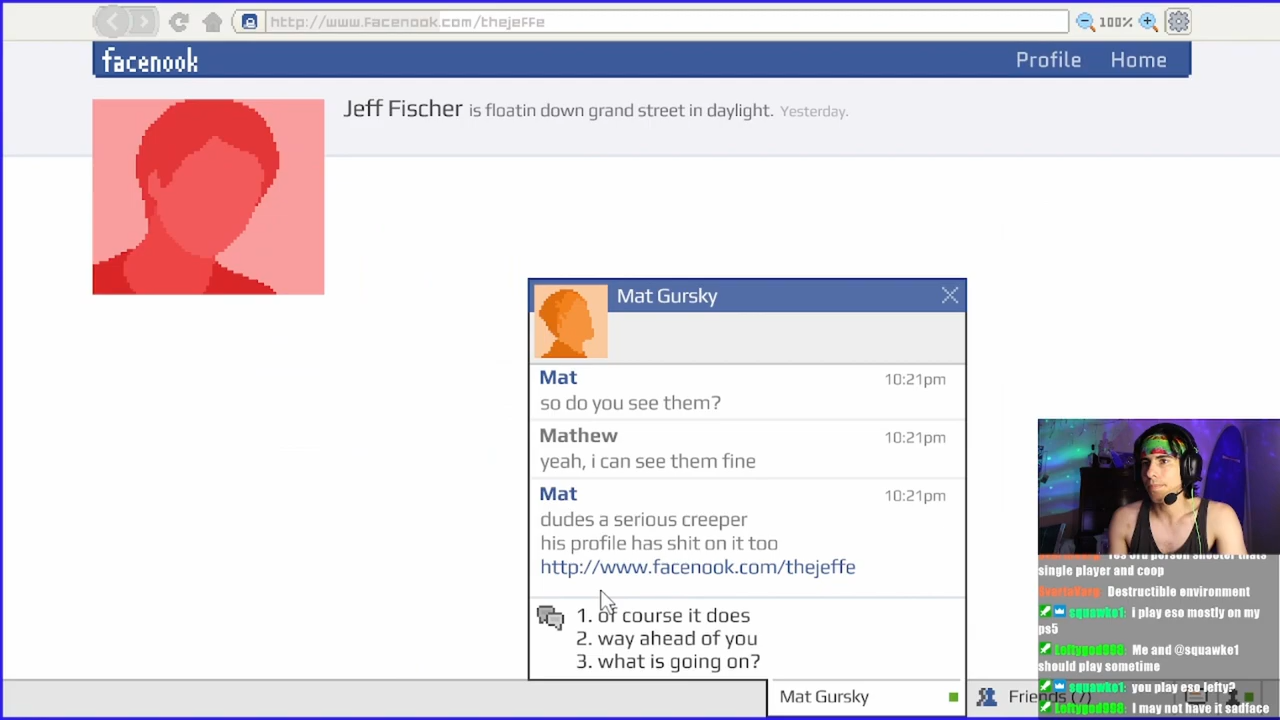 http://www.facenook.com/thejeffe
100%
facenook
Profile
Home
Jeff Fischer is floatin down grand street in daylight. Yesterday.
Mat Gursky
Mat 10:21pm
so do you see them?
Mathew 10:21pm
yeah, i can see them fine
Mat 10:21pm
dudes a serious creeper
his profile has shit on it too
http://www.facenook.com/thejeffe
1. of course it does
2. way ahead of you
3. what is going on?
Mat Gursky
Friends (7)
single player and coop
Destructible environment
squawke1: i play eso mostly on my
ps5
Me and @squawke1
should play sometime
squawke1: you play eso lefty?
I may not have it sadface